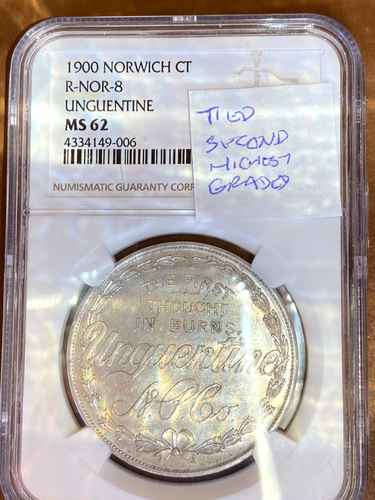 1900 NORWICH CT
R-NOR-8
UNGUENTINE
MS 62
4334149-006
NUMISMATIC GUARANTY CORP
TIED
SECOND
HIGHEST
GRADED
THE FIRST
THOUGHT
IN BURNS.
Unguentine
N P Co